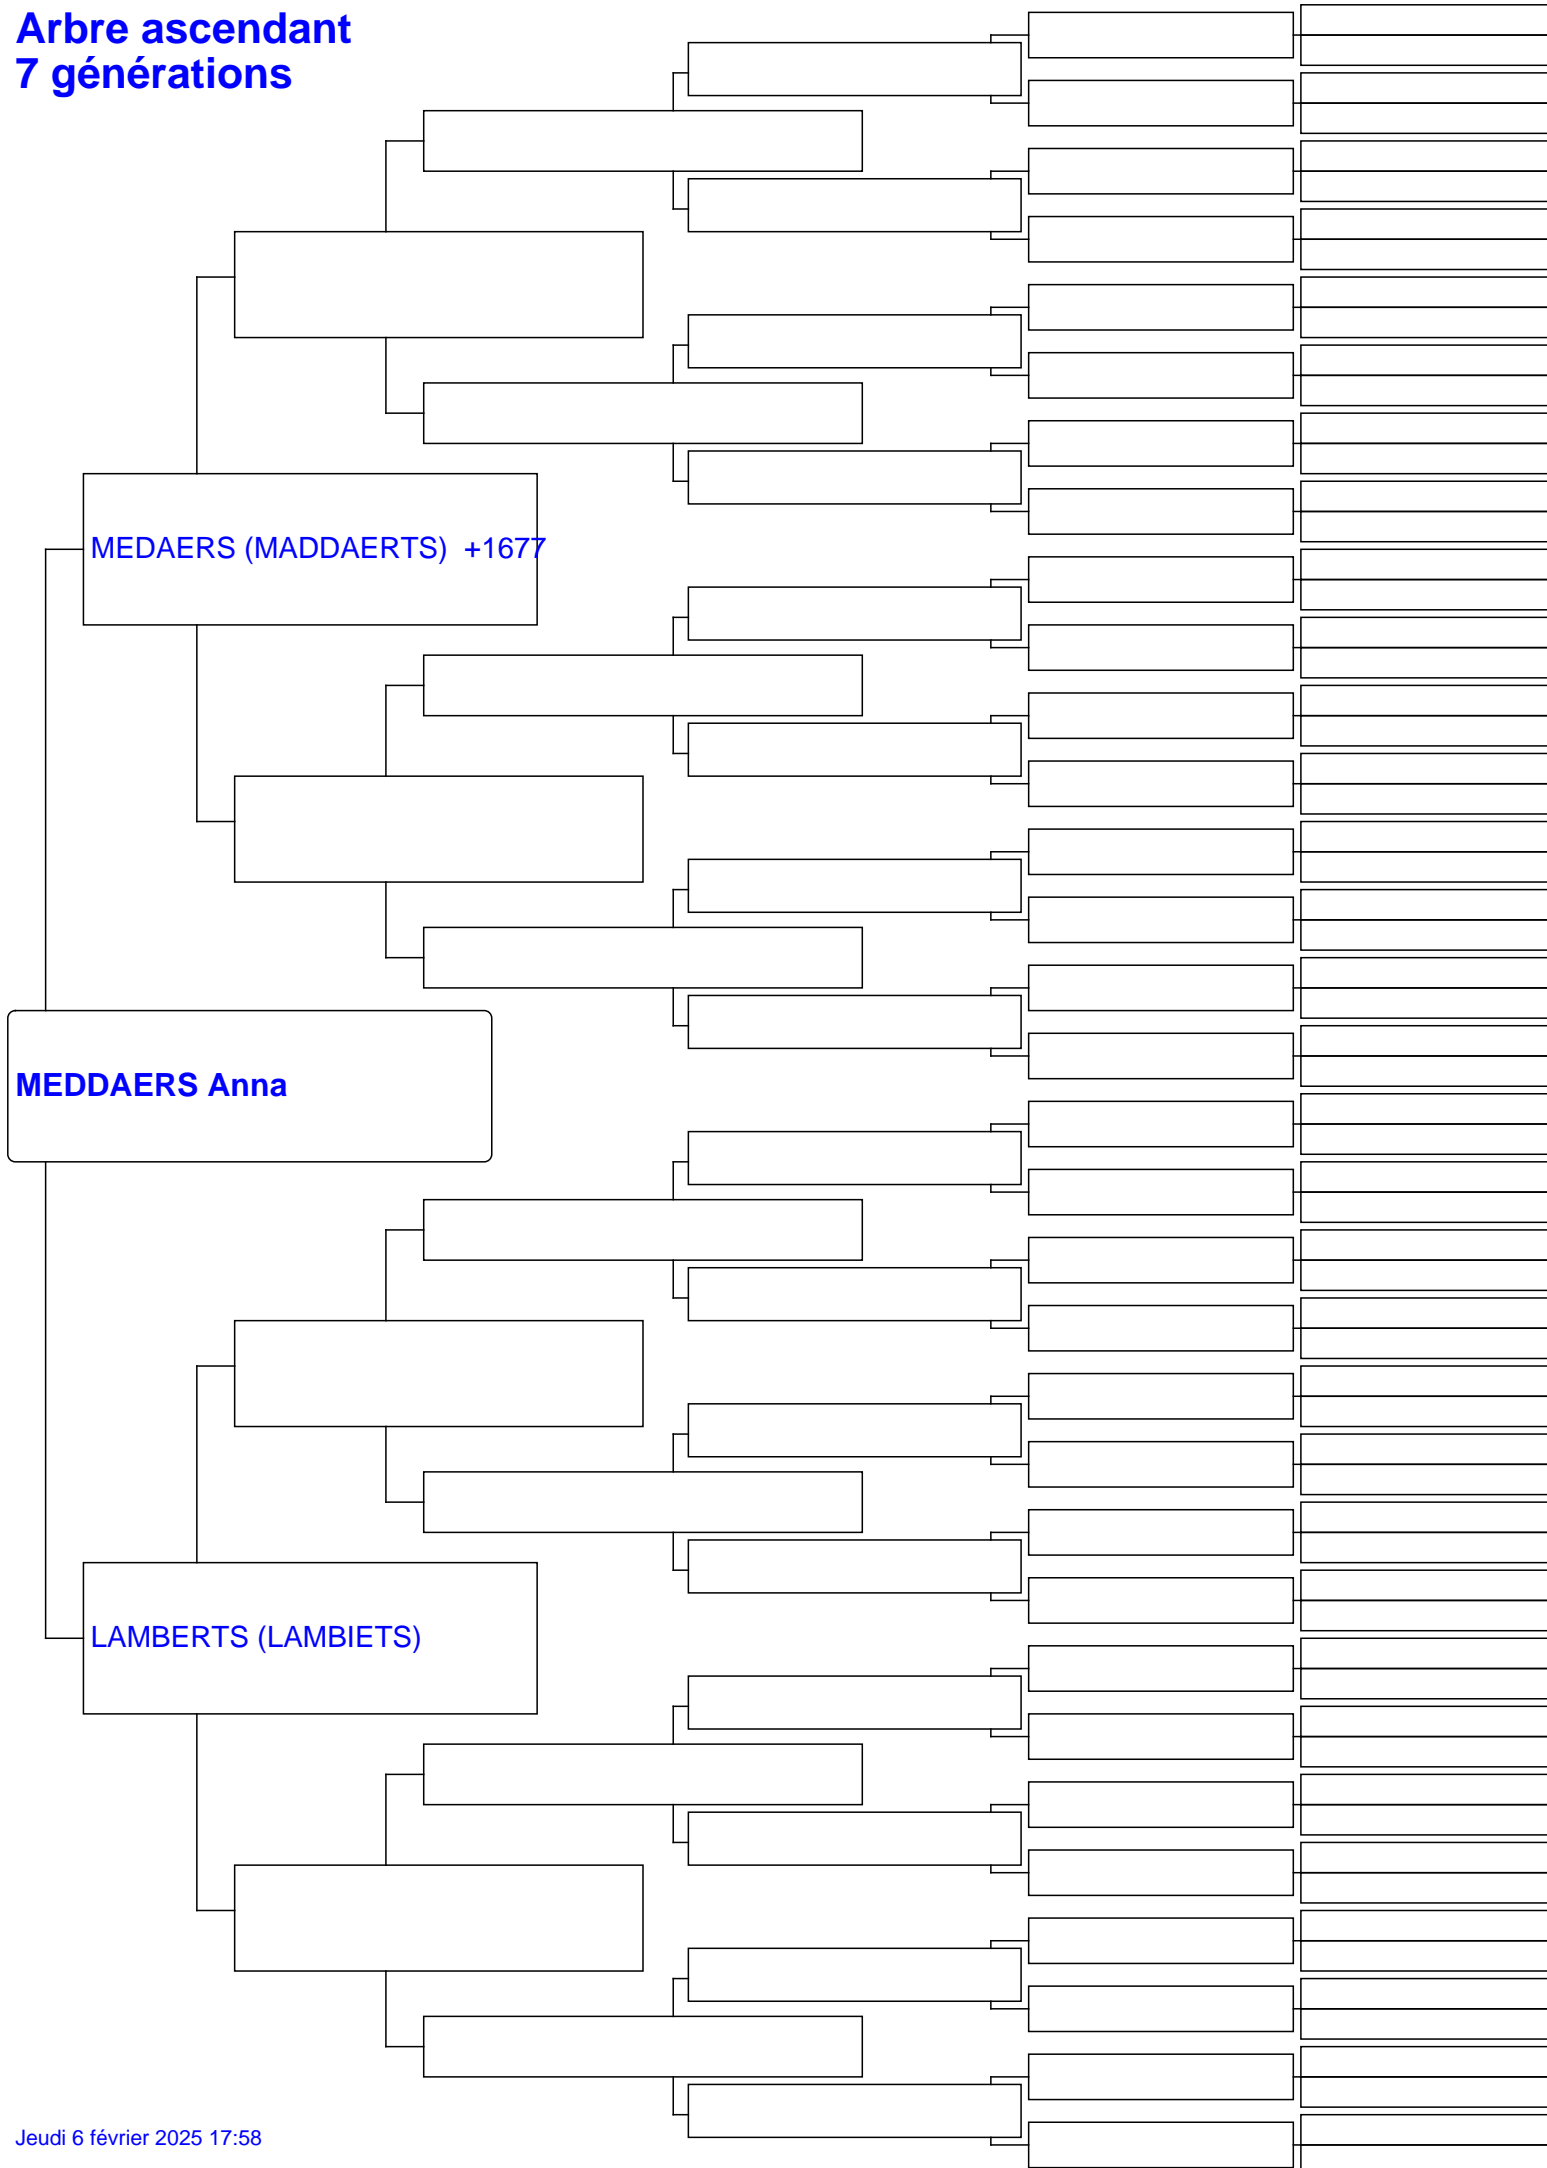 Arbre ascendant
7 générations
MEDAERS (MADDAERTS)  +1677
MEDDAERS Anna
LAMBERTS (LAMBIETS)
Jeudi 6 février 2025 17:58